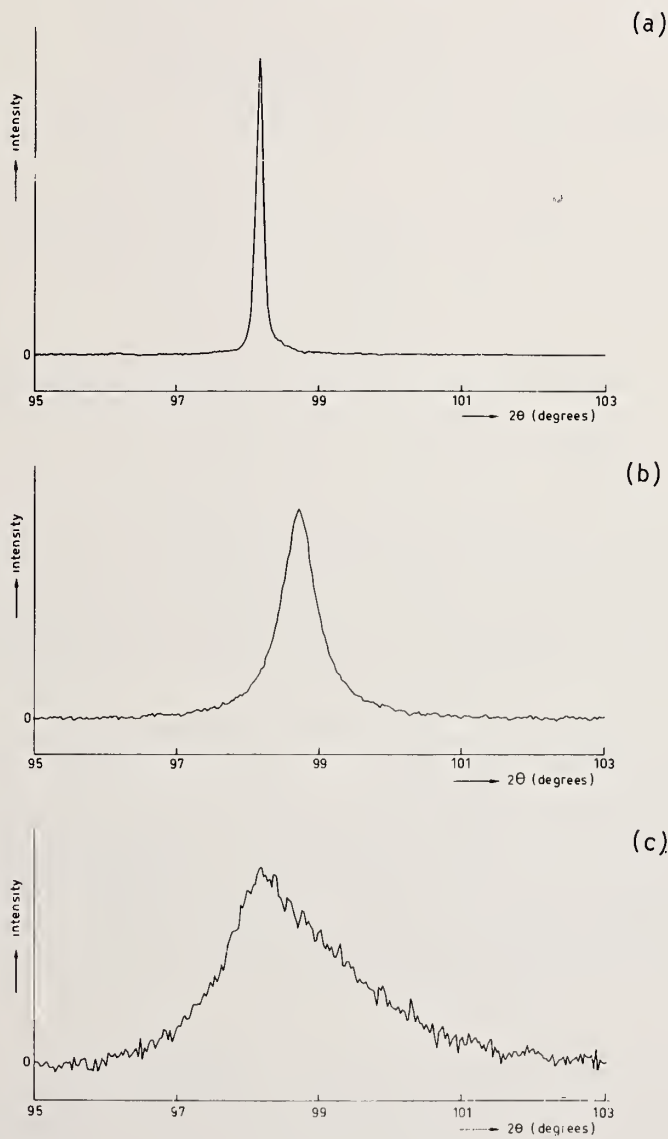 (a)
intensity
0
95 97 99 101 103
2θ (degrees)
(b)
intensity
0
95 97 99 101 103
2θ (degrees)
(c)
intensity
0
95 97 99 101 103
2θ (degrees)